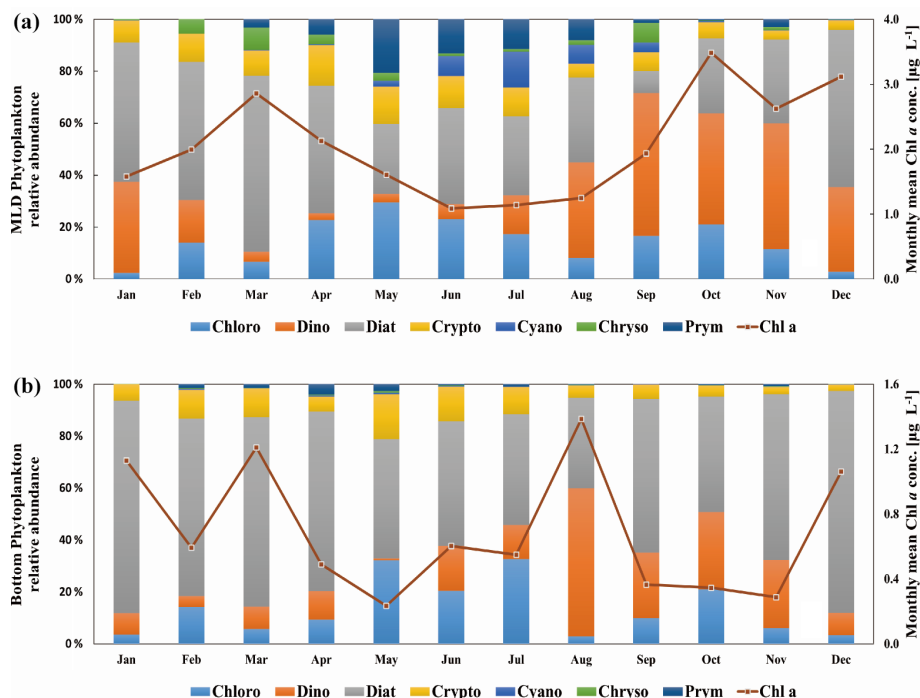 (a)
MLD Phytoplankton
relative abundance
100 %
80 %
60 %
40 %
20 %
0 %
4.0
3.0
2.0
1.0
0.0
Monthly mean Chl a conc. [µg L⁻¹]
Jan Feb Mar Apr May Jun Jul Aug Sep Oct Nov Dec
Chloro Dino Diat Crypto Cyano Chryso Prym Chl a
(b)
Bottom Phytoplankton
relative abundance
100 %
80 %
60 %
40 %
20 %
0 %
1.6
1.2
0.8
0.4
0.0
Monthly mean Chl a conc. [µg L⁻¹]
Jan Feb Mar Apr May Jun Jul Aug Sep Oct Nov Dec
Chloro Dino Diat Crypto Cyano Chryso Prym Chl a